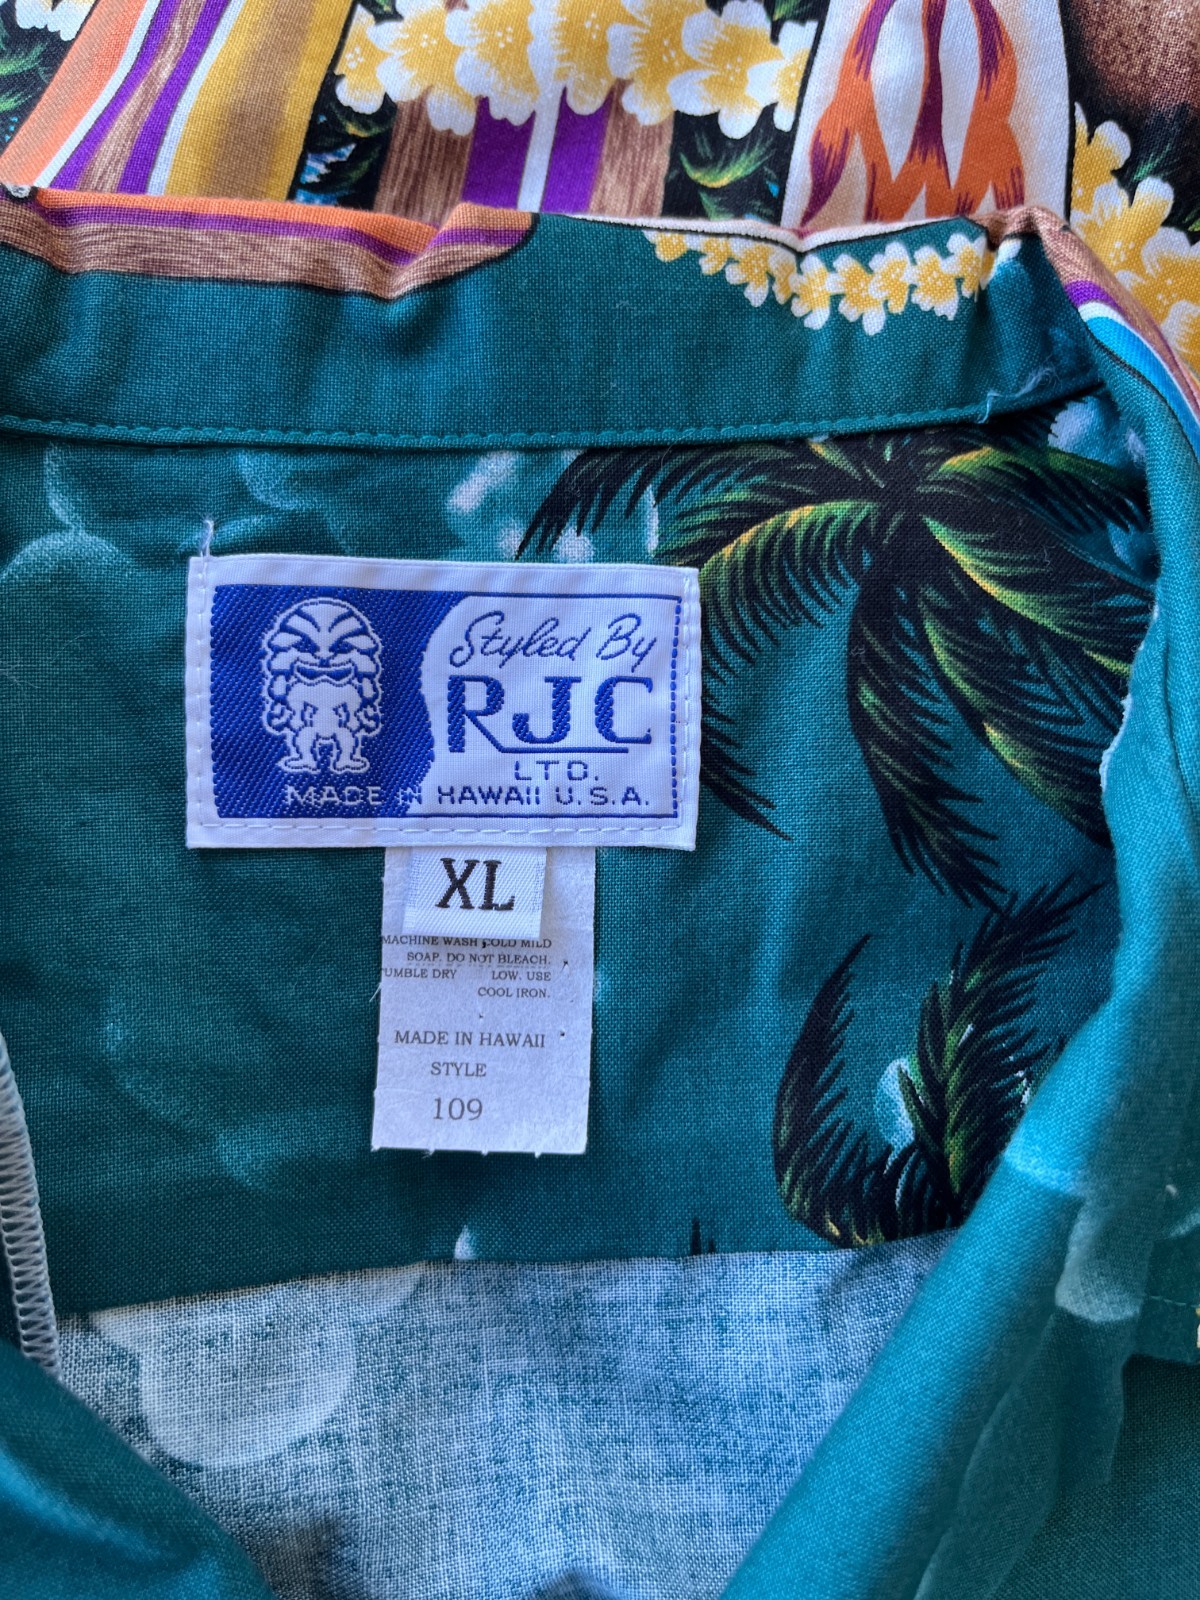 Styled By
RJC
LTD.
MADE IN HAWAII U.S.A.
XL
MACHINE WASH COLD MILD
SOAP. DO NOT BLEACH.
UMBLE DRY LOW. USE
COOL IRON.
MADE IN HAWAII
STYLE
109